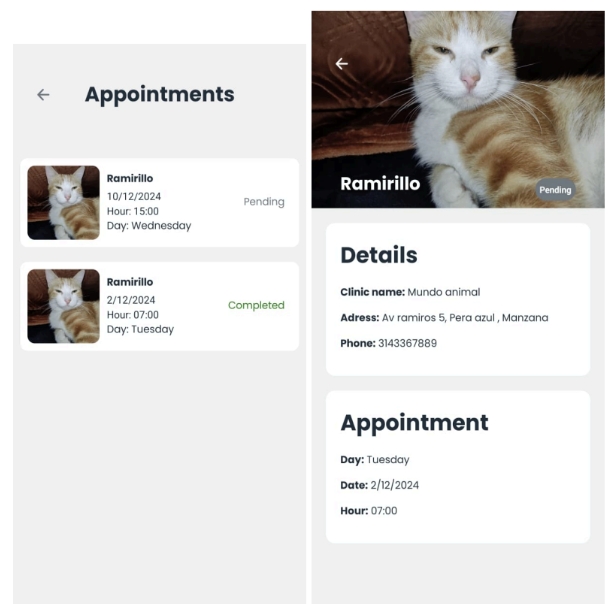 Appointments
Ramirillo
10/12/2024
Hour: 15:00
Day: Wednesday
Pending
Ramirillo
2/12/2024
Hour: 07:00
Day: Tuesday
Completed
Ramirillo
Pending
Details
Clinic name: Mundo animal
Adress: Av ramiros 5, Pera azul , Manzana
Phone: 3143367889
Appointment
Day: Tuesday
Date: 2/12/2024
Hour: 07:00